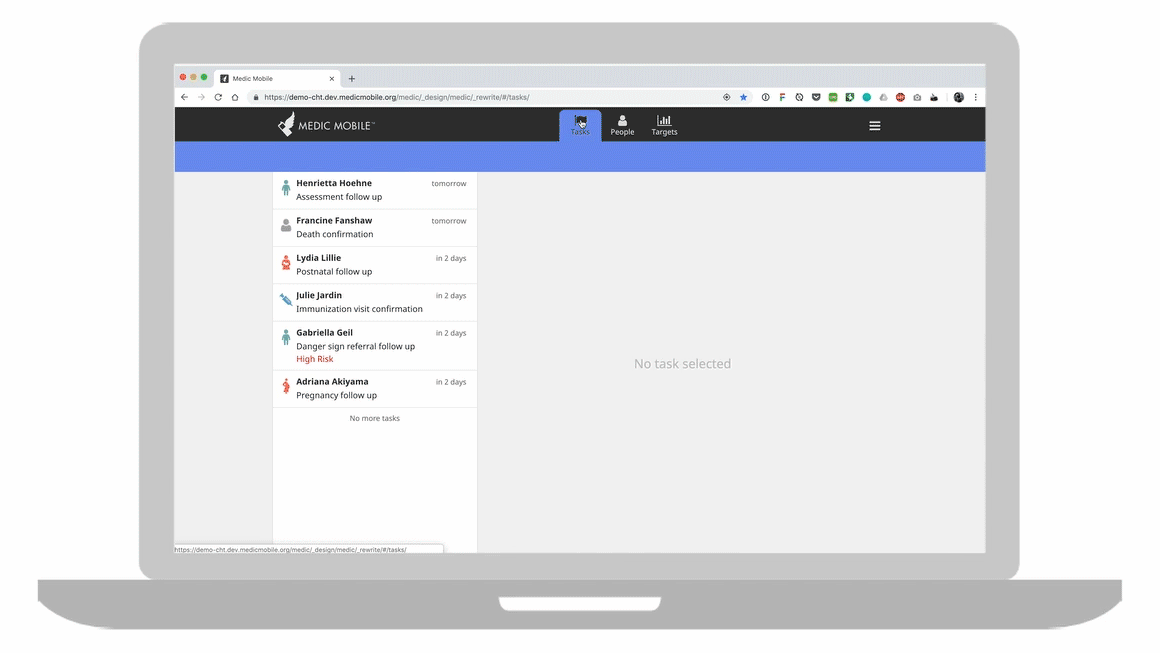 Medic Mobile
https://demo-cht.dev.medicmobile.org/medic/_design/medic/_rewrite/#/tasks/
MEDIC MOBILE™
Tasks
People
Targets
Henrietta Hoehne tomorrow
Assessment follow up
Francine Fanshaw tomorrow
Death confirmation
Lydia Lillie in 2 days
Postnatal follow up
Julie Jardin in 2 days
Immunization visit confirmation
Gabriella Geil in 2 days
Danger sign referral follow up
High Risk
Adriana Akiyama in 2 days
Pregnancy follow up
No more tasks
No task selected
https://demo-cht.dev.medicmobile.org/medic/_design/medic/_rewrite/#/tasks/